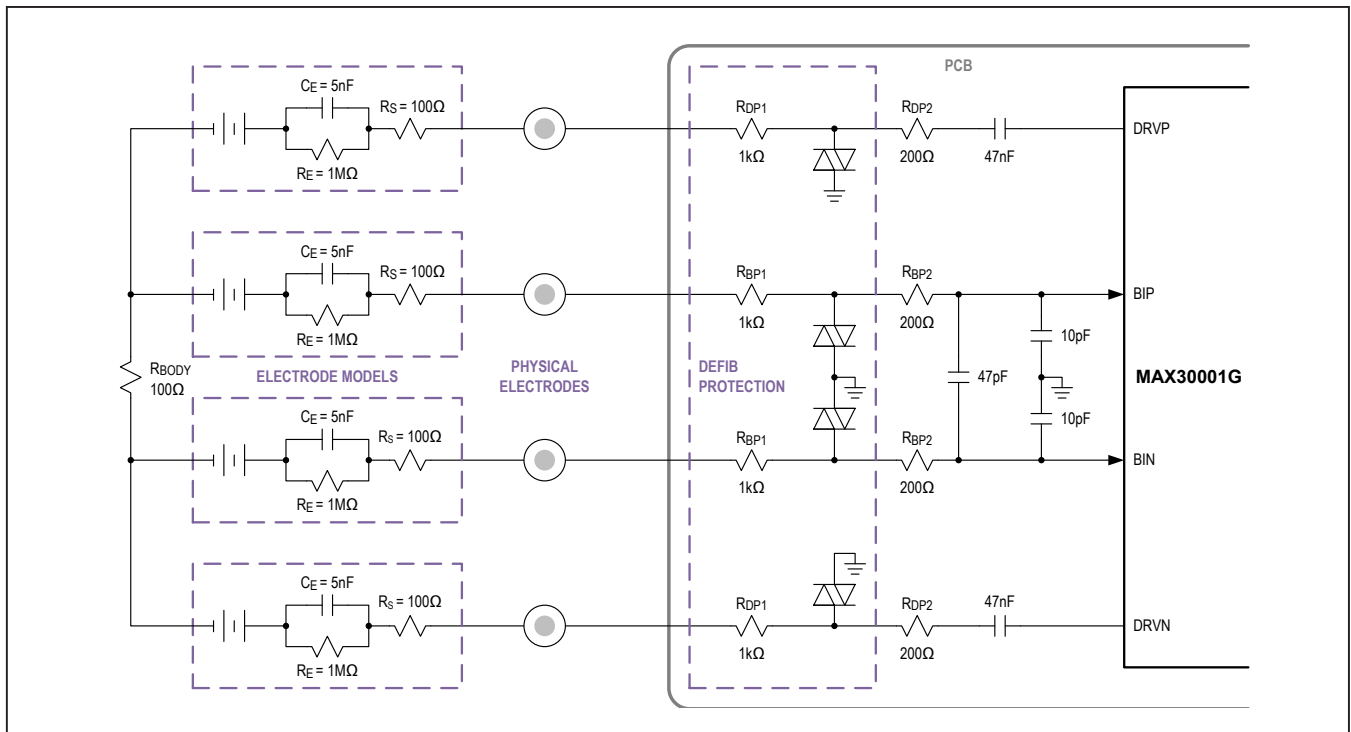 PCB
CE = 5nF
RS = 100Ω
RE = 1MΩ
RDP1
1kΩ
RDP2
200Ω
47nF
DRVP
CE = 5nF
RS = 100Ω
RE = 1MΩ
RBP1
1kΩ
RBP2
200Ω
BIP
RBODY
100Ω
ELECTRODE MODELS
PHYSICAL
ELECTRODES
DEFIB
PROTECTION
47pF
10pF
10pF
MAX30001G
CE = 5nF
RS = 100Ω
RE = 1MΩ
RBP1
1kΩ
RBP2
200Ω
BIN
CE = 5nF
RS = 100Ω
RE = 1MΩ
RDP1
1kΩ
RDP2
200Ω
47nF
DRVN